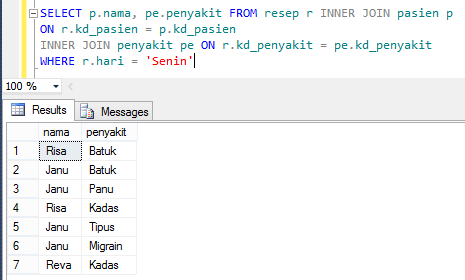 SELECT p.nama, pe.penyakit FROM resep r INNER JOIN pasien p
ON r.kd_pasien = p.kd_pasien
INNER JOIN penyakit pe ON r.kd_penyakit = pe.kd_penyakit
WHERE r.hari = 'Senin'
100 %
Results Messages
nama penyakit
1 Risa Batuk
2 Janu Batuk
3 Janu Panu
4 Risa Kadas
5 Janu Tipus
6 Janu Migrain
7 Reva Kadas